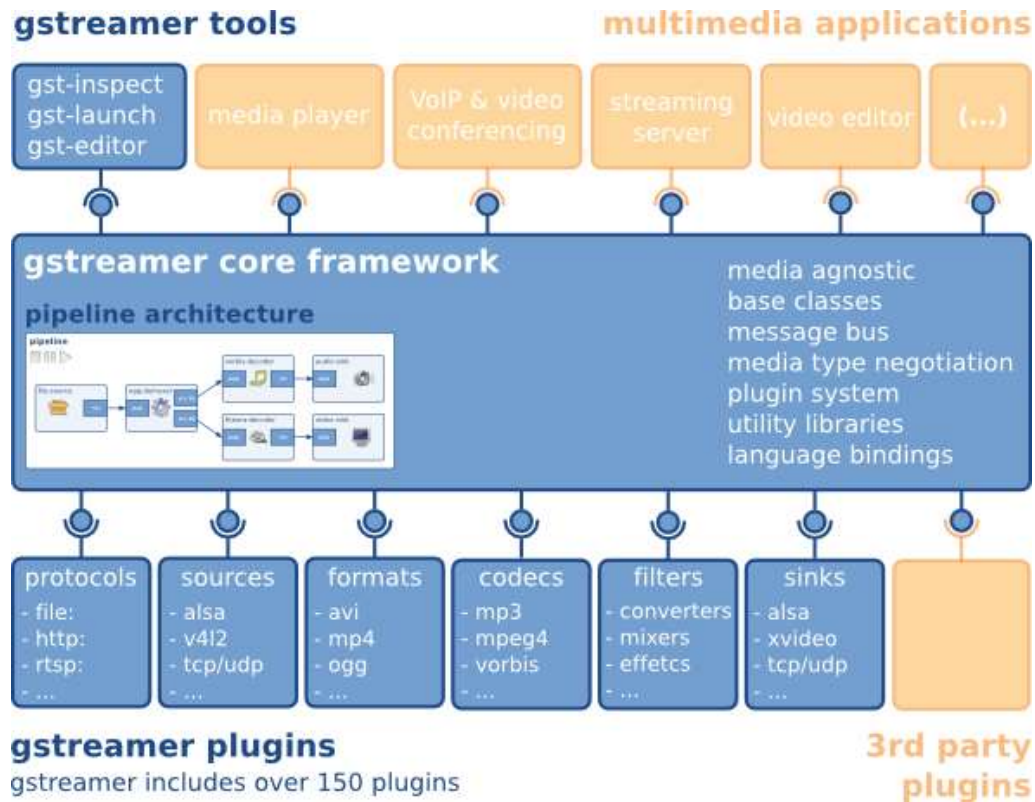 gstreamer tools
multimedia applications
gst-inspect
gst-launch
gst-editor
media player
VoIP & video
conferencing
streaming
server
video editor
(...)
gstreamer core framework
pipeline architecture
pipeline
media agnostic
base classes
message bus
media type negotiation
plugin system
utility libraries
language bindings
protocols
- file:
- http:
- rtsp:
- ...
sources
- alsa
- v4l2
- tcp/udp
- ...
formats
- avi
- mp4
- ogg
- ...
codecs
- mp3
- mpeg4
- vorbis
- ...
filters
- converters
- mixers
- effetcs
- ...
sinks
- alsa
- xvideo
- tcp/udp
- ...
gstreamer plugins
gstreamer includes over 150 plugins
3rd party
plugins